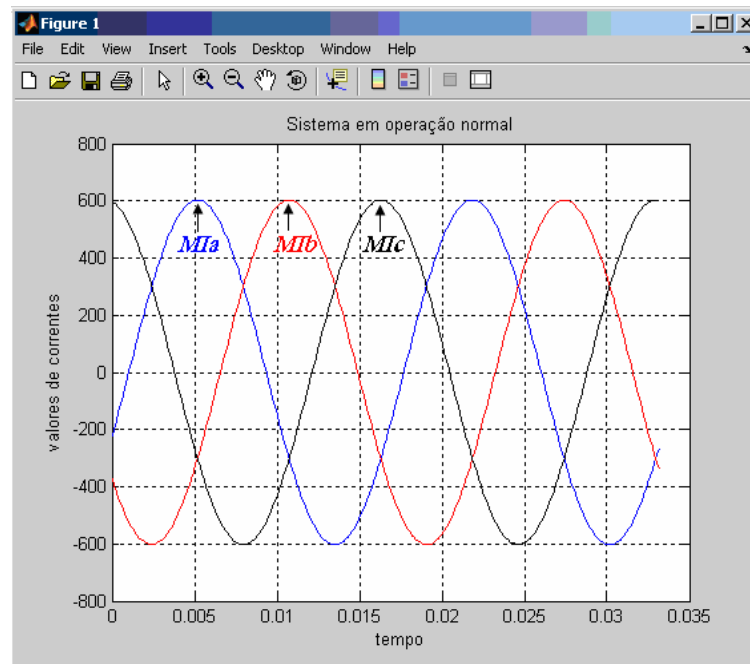 Figure 1
File Edit View Insert Tools Desktop Window Help
Sistema em operação normal
800
600
400
200
0
-200
-400
-600
-800
valores de correntes
MIa MIb MIc
0 0.005 0.01 0.015 0.02 0.025 0.03 0.035
tempo